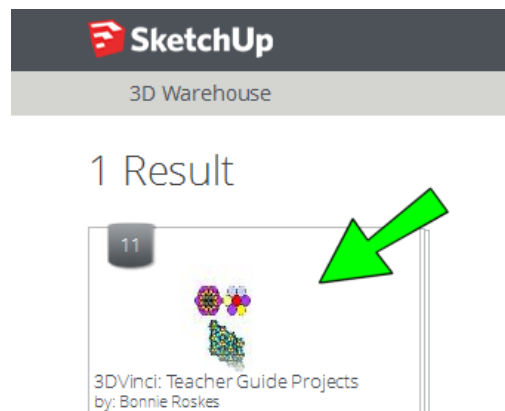 SketchUp
3D Warehouse
1 Result
11
3DVinci: Teacher Guide Projects
by: Bonnie Roskes